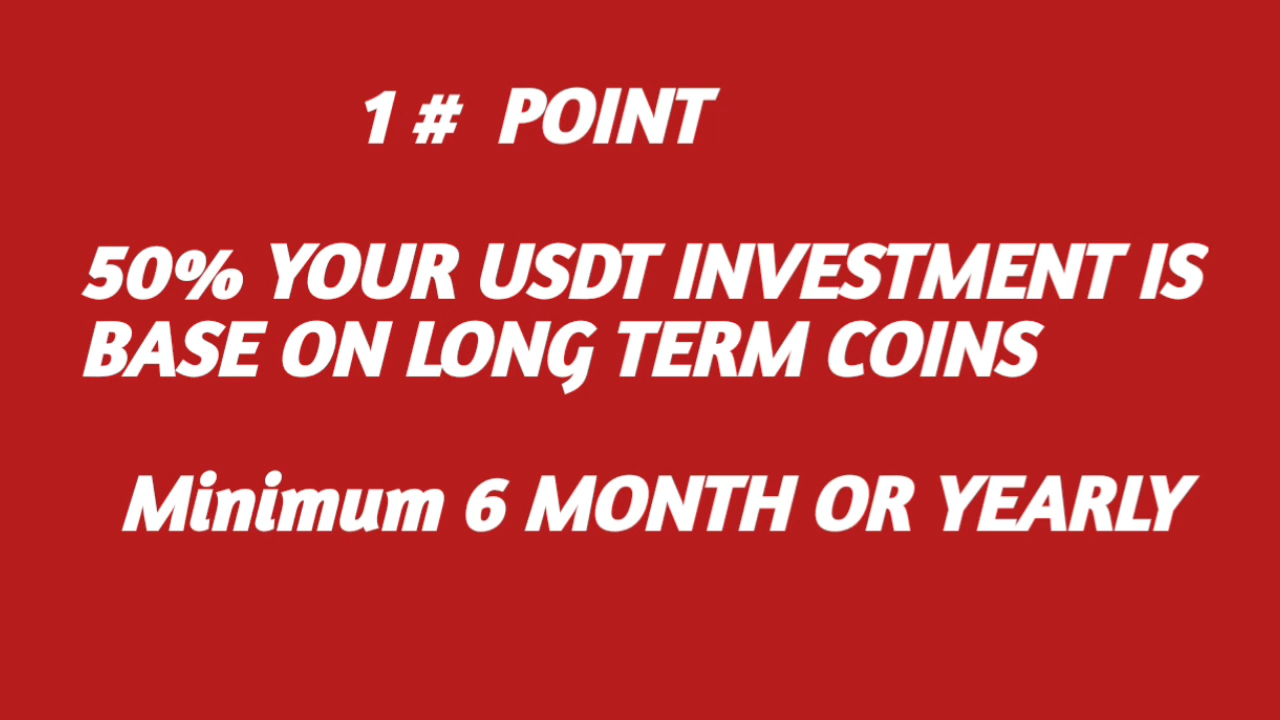 1 # POINT
50% YOUR USDT INVESTMENT IS
BASE ON LONG TERM COINS
Minimum 6 MONTH OR YEARLY